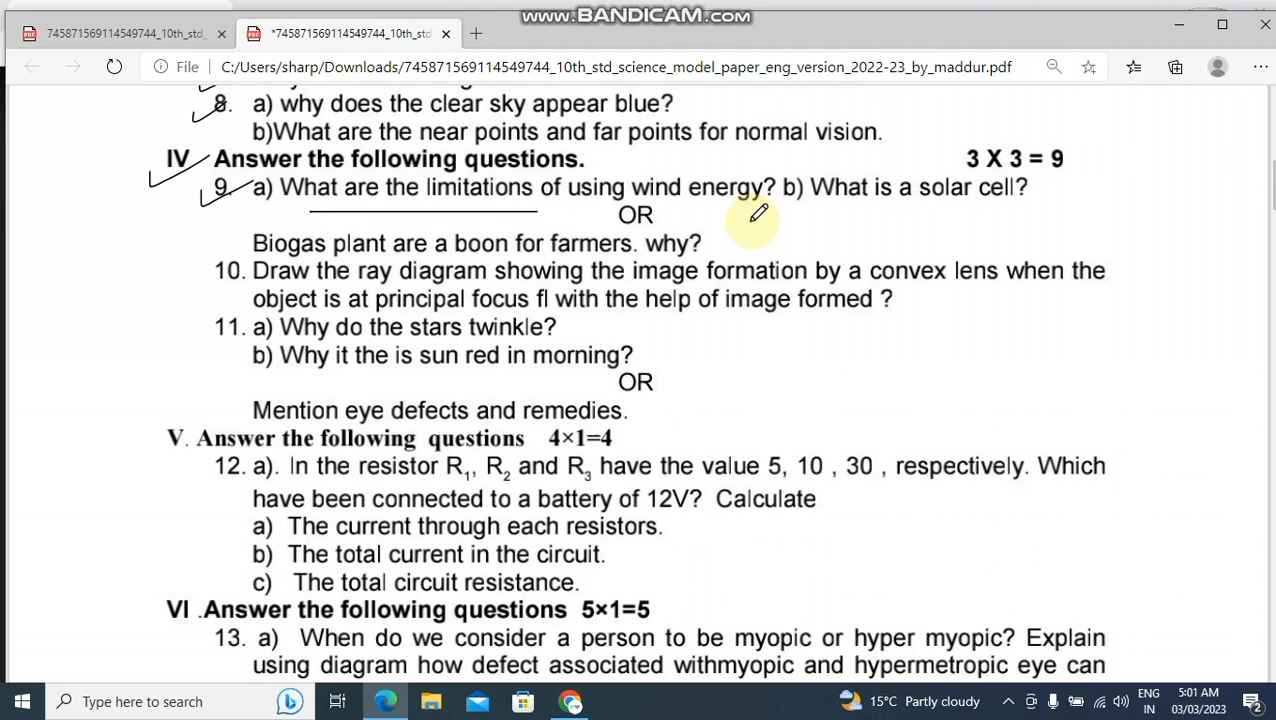 www.BANDICAM.com
745871569114549744_10th_std_
*745871569114549744_10th_std
File C:/Users/sharp/Downloads/745871569114549744_10th_std_science_model_paper_eng_version_2022-23_by_maddur.pdf
8. a) why does the clear sky appear blue?
b)What are the near points and far points for normal vision.
IV Answer the following questions. 3 X 3 = 9
9. a) What are the limitations of using wind energy? b) What is a solar cell?
OR
Biogas plant are a boon for farmers. why?
10. Draw the ray diagram showing the image formation by a convex lens when the
object is at principal focus fl with the help of image formed ?
11. a) Why do the stars twinkle?
b) Why it the is sun red in morning?
OR
Mention eye defects and remedies.
V. Answer the following questions 4×1=4
12. a). In the resistor R1, R2 and R3 have the value 5, 10 , 30 , respectively. Which
have been connected to a battery of 12V? Calculate
a) The current through each resistors.
b) The total current in the circuit.
c) The total circuit resistance.
VI .Answer the following questions 5×1=5
13. a) When do we consider a person to be myopic or hyper myopic? Explain
using diagram how defect associated withmyopic and hypermetropic eye can
Type here to search
15°C Partly cloudy
ENG
IN
5:01 AM
03/03/2023
2